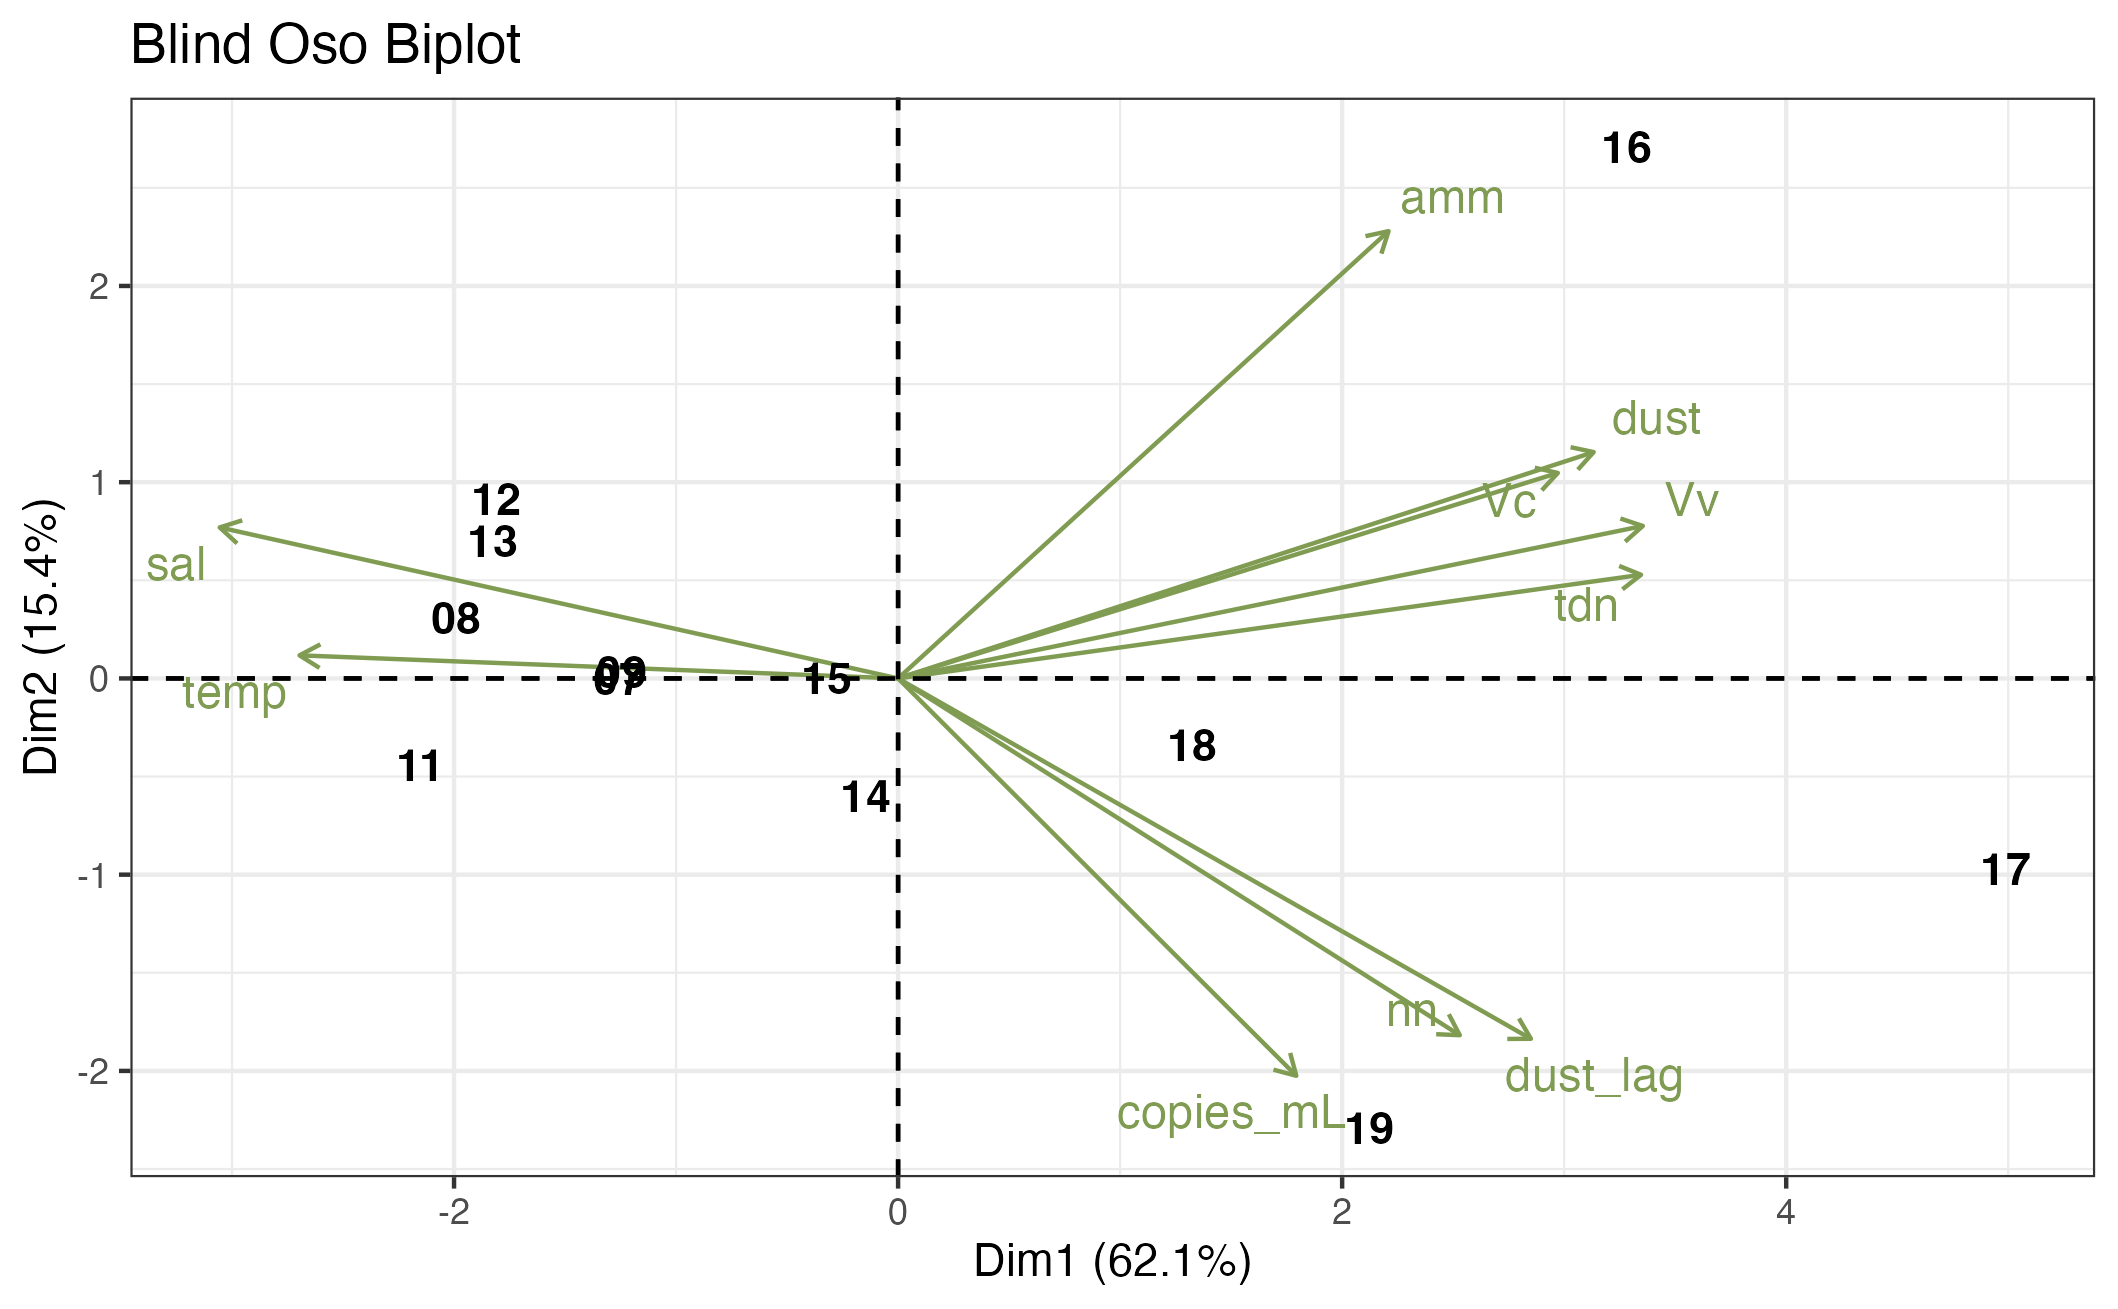 Blind Oso Biplot
16
amm
2
dust
1
12
Vc
Vv
13
sal
08
tdn
09
07
15
0
temp
18
11
14
-1
17
nn
-2
dust_lag
copies_mL
19
-2
0
2
4
Dim1 (62.1%)
Dim2 (15.4%)